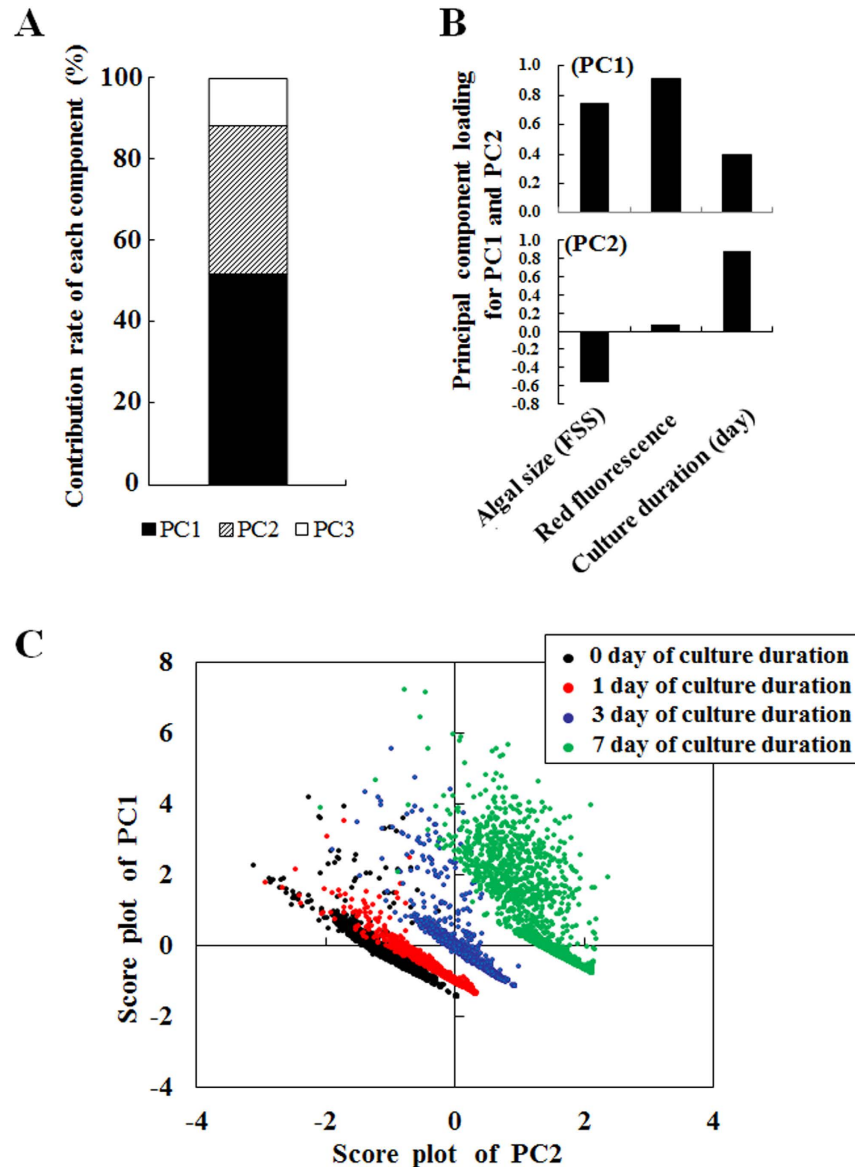 A
Contribution rate of each component (%)
100
80
60
40
20
0
PC1 PC2 PC3
B
Principal component loading
for PC1 and PC2
(PC1)
1.0
0.8
0.6
0.4
0.2
0.0
(PC2)
1.0
0.8
0.6
0.4
0.2
0.0
-0.2
-0.4
-0.6
-0.8
Algal size (FSS)
Red fluorescence
Culture duration (day)
C
0 day of culture duration
1 day of culture duration
3 day of culture duration
7 day of culture duration
Score plot of PC1
8
6
4
2
0
-2
-4
-4 -2 0 2 4
Score plot of PC2